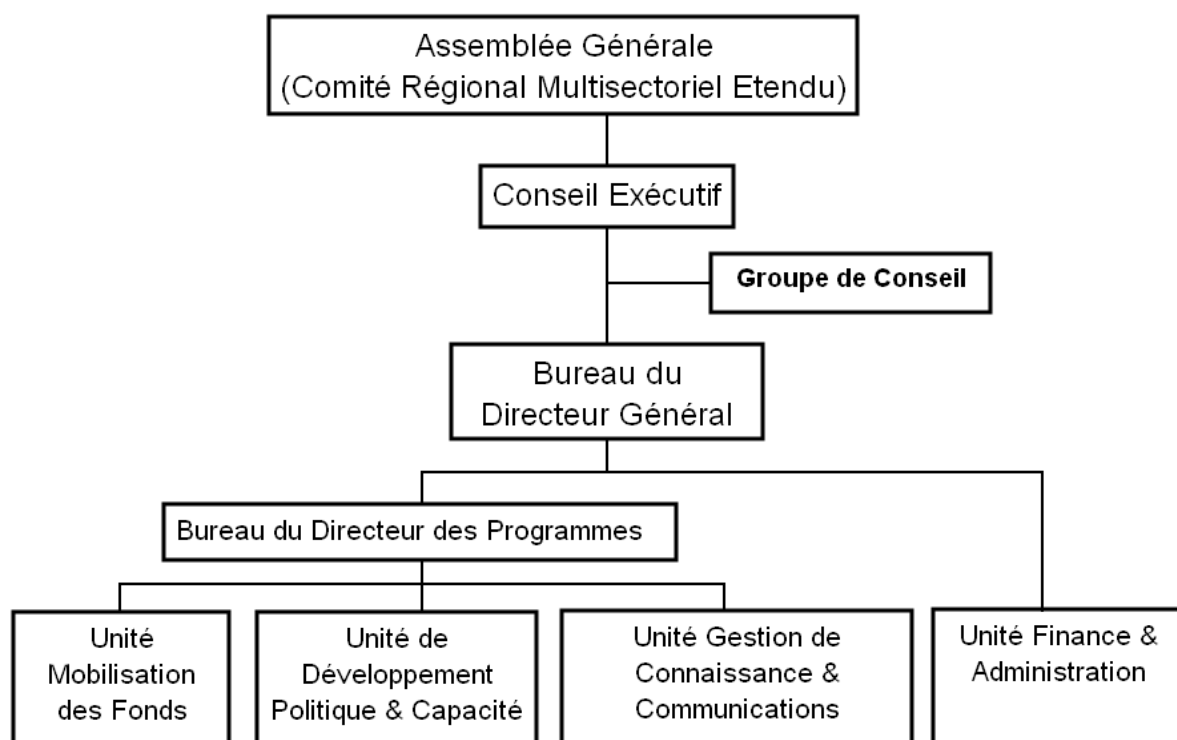 Assemblée Générale
(Comité Régional Multisectoriel Etendu)
Conseil Exécutif
Groupe de Conseil
Bureau du
Directeur Général
Bureau du Directeur des Programmes
Unité
Mobilisation
des Fonds
Unité de
Développement
Politique & Capacité
Unité Gestion de
Connaissance &
Communications
Unité Finance &
Administration